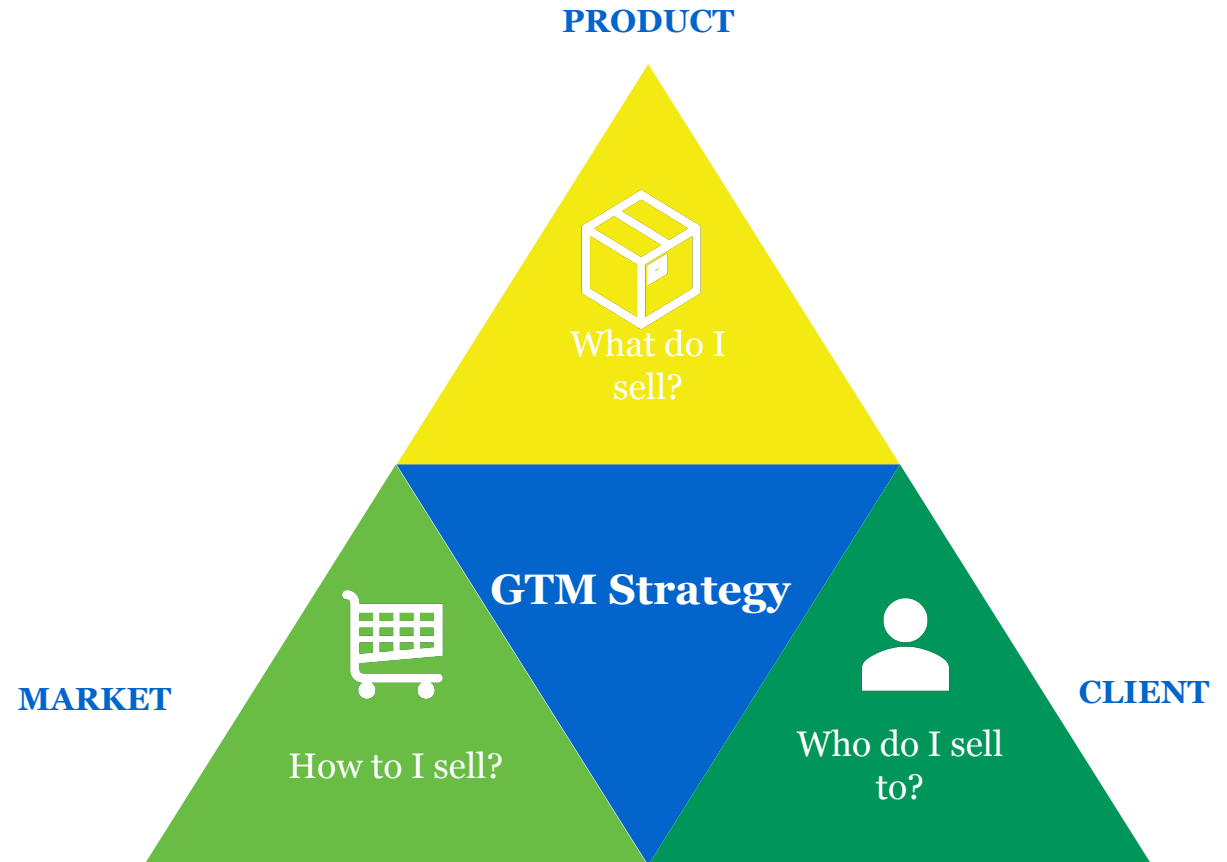 PRODUCT
What do I
sell?
GTM Strategy
MARKET
How to I sell?
CLIENT
Who do I sell
to?